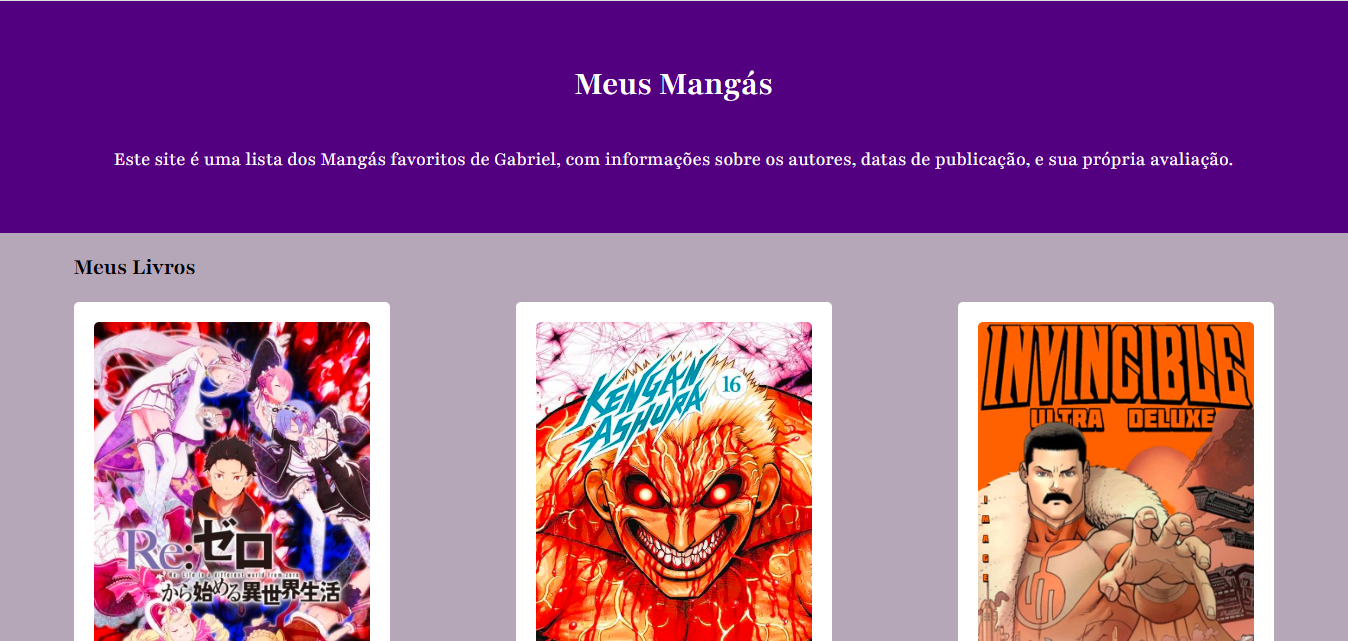 Meus Mangás
Este site é uma lista dos Mangás favoritos de Gabriel, com informações sobre os autores, datas de publicação, e sua própria avaliação.
Meus Livros
Re:ゼロ
Re: Life in a different world from zero
から始める異世界生活
KENGAN
ASHURA
16
INVINCIBLE
ULTRA DELUXE
IMAGE